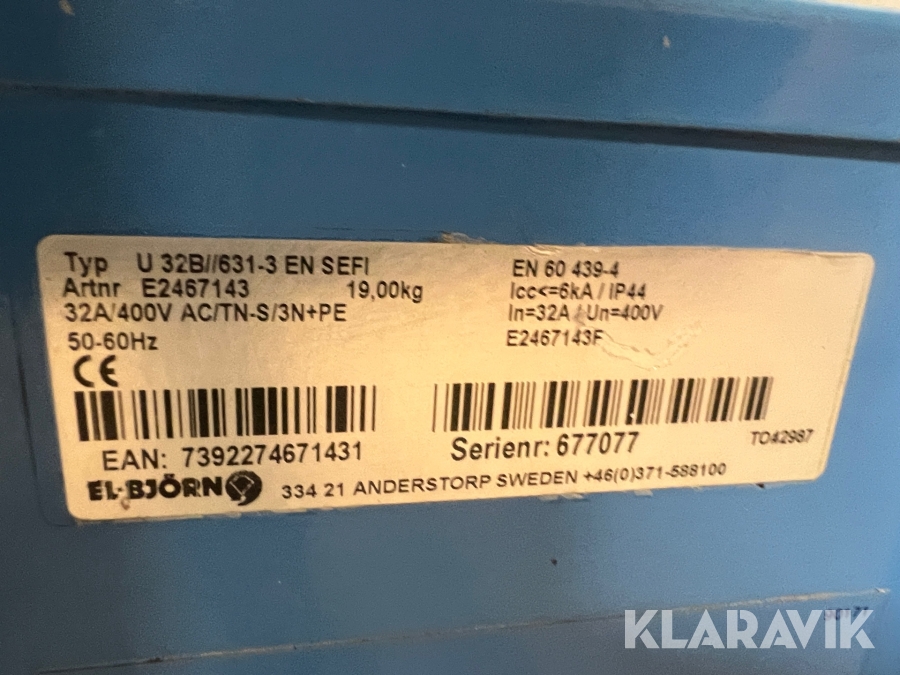 Typ U 32B//631-3 EN SEFI
Artnr E2467143 19,00kg
32A/400V AC/TN-S/3N+PE
50-60Hz
CE
EN 60 439-4
Icc<=6kA / IP44
In=32A / Un=400V
E2467143F
EAN: 7392274671431
Serienr: 677077
TO42987
EL-BJÖRN
334 21 ANDERSTORP SWEDEN +46(0)371-588100
KLARAVIK